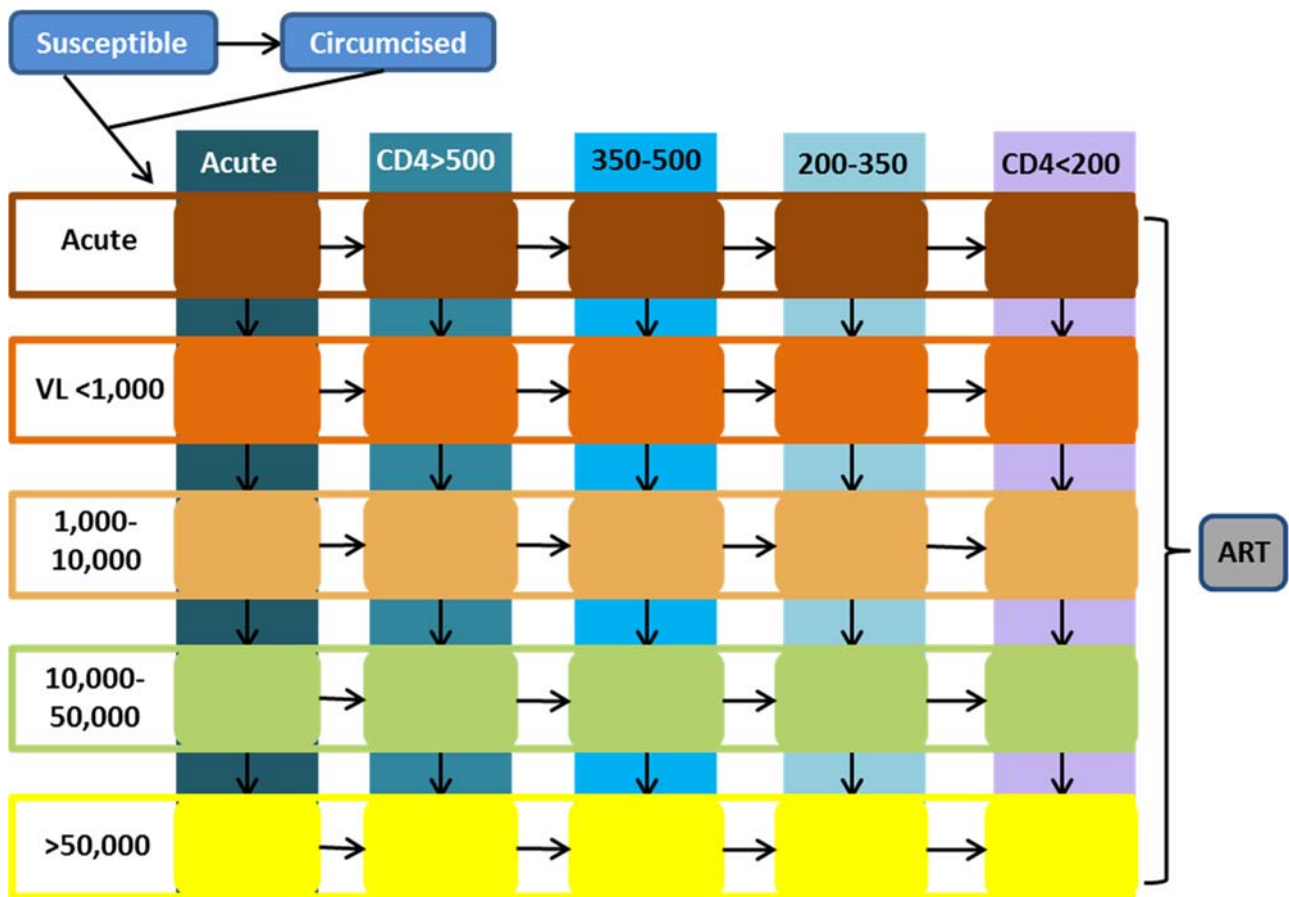 Susceptible
Circumcised
Acute
CD4>500
350-500
200-350
CD4<200
Acute
VL <1,000
1,000-
10,000
ART
10,000-
50,000
>50,000